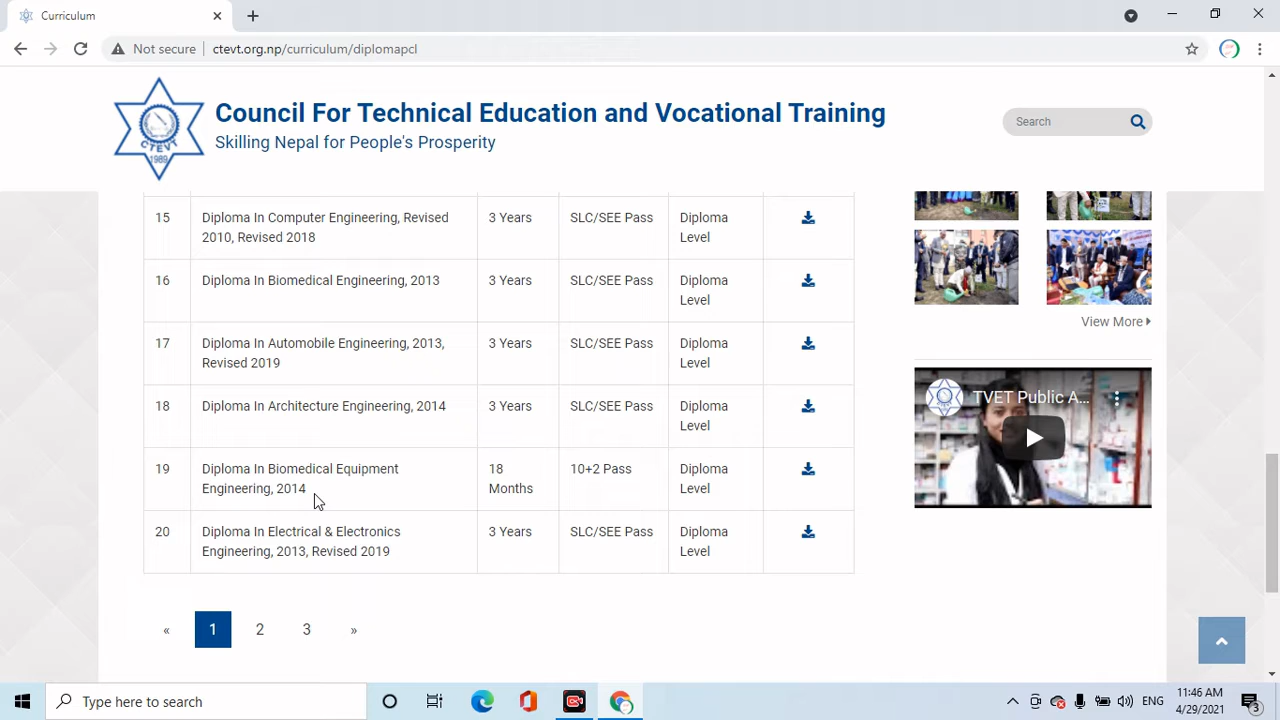 Curriculum
Not secure
ctevt.org.np/curriculum/diplomapcl
CTEVT
1989
Council For Technical Education and Vocational Training
Skilling Nepal for People's Prosperity
Search
15 Diploma In Computer Engineering, Revised 3 Years SLC/SEE Pass Diploma
2010, Revised 2018 Level
16 Diploma In Biomedical Engineering, 2013 3 Years SLC/SEE Pass Diploma
Level
17 Diploma In Automobile Engineering, 2013, 3 Years SLC/SEE Pass Diploma
Revised 2019 Level
18 Diploma In Architecture Engineering, 2014 3 Years SLC/SEE Pass Diploma
Level
19 Diploma In Biomedical Equipment 18 10+2 Pass Diploma
Engineering, 2014 Months Level
20 Diploma In Electrical & Electronics 3 Years SLC/SEE Pass Diploma
Engineering, 2013, Revised 2019 Level
View More
TVET Public A...
« 1 2 3 »
Type here to search
ENG
11:46 AM
4/29/2021
3